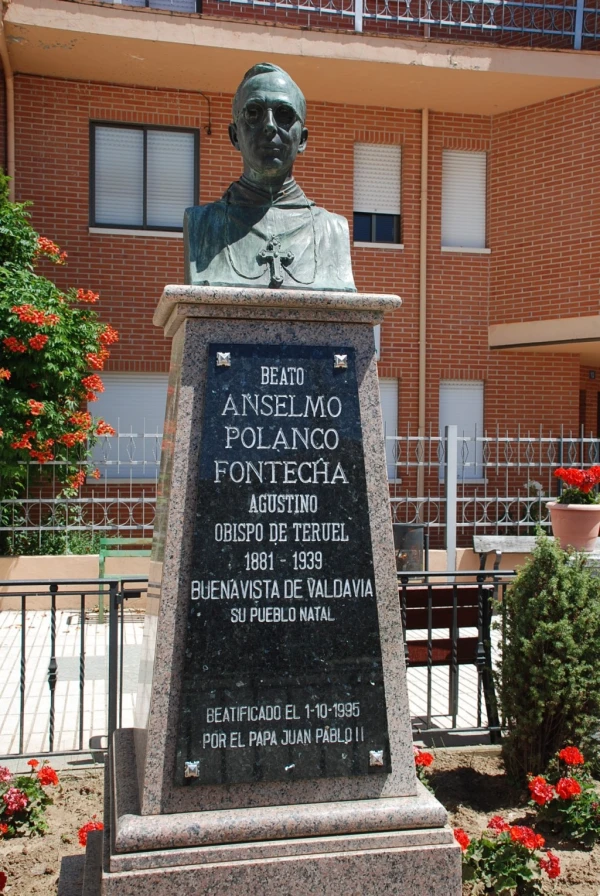 BEATO
ANSELMO
POLANCO
FONTECHA
AGUSTINO
OBISPO DE TERUEL
1881 - 1939
BUENAVISTA DE VALDAVIA
SU PUEBLO NATAL
BEATIFICADO EL 1-10-1995
POR EL PAPA JUAN PABLO II